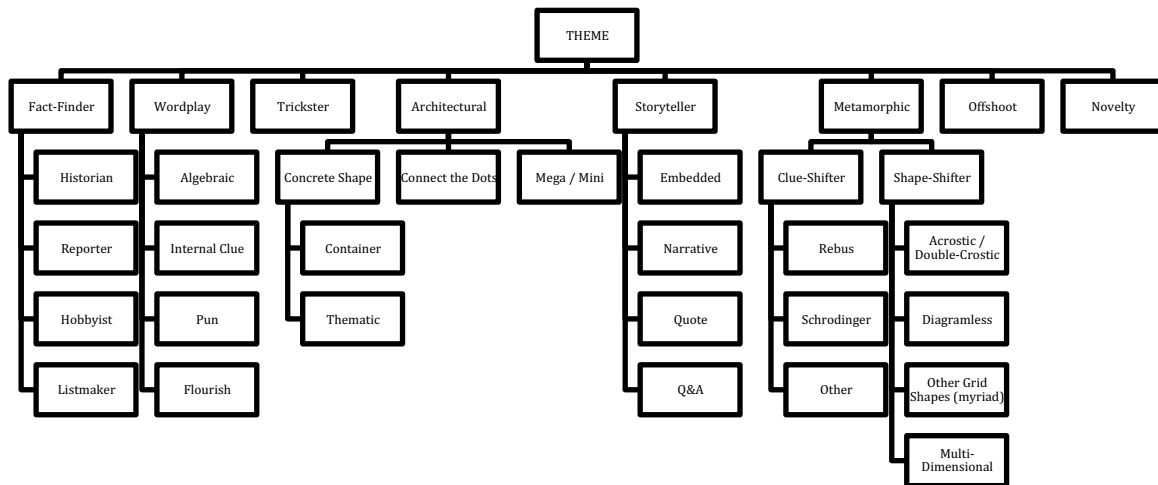 THEME
Fact-Finder
Wordplay
Trickster
Architectural
Storyteller
Metamorphic
Offshoot
Novelty
Historian
Algebraic
Concrete Shape
Connect the Dots
Mega / Mini
Embedded
Clue-Shifter
Shape-Shifter
Reporter
Internal Clue
Container
Narrative
Rebus
Acrostic /
Double-Crostic
Hobbyist
Pun
Thematic
Quote
Schrodinger
Diagramless
Listmaker
Flourish
Q&A
Other
Other Grid
Shapes (myriad)
Multi-
Dimensional